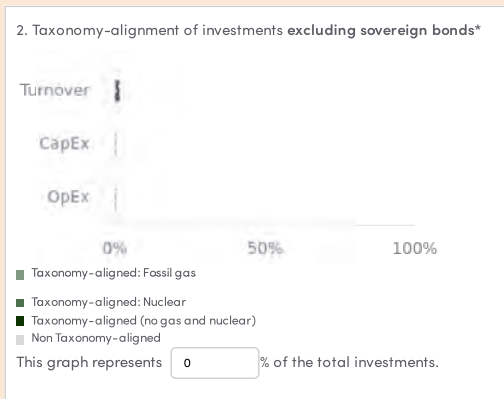 2. Taxonomy-alignment of investments excluding sovereign bonds*
Turnover
CapEx
OpEx
0% 50% 100%
Taxonomy-aligned: Fossil gas
Taxonomy-aligned: Nuclear
Taxonomy-aligned (no gas and nuclear)
Non Taxonomy-aligned
This graph represents 0 % of the total investments.